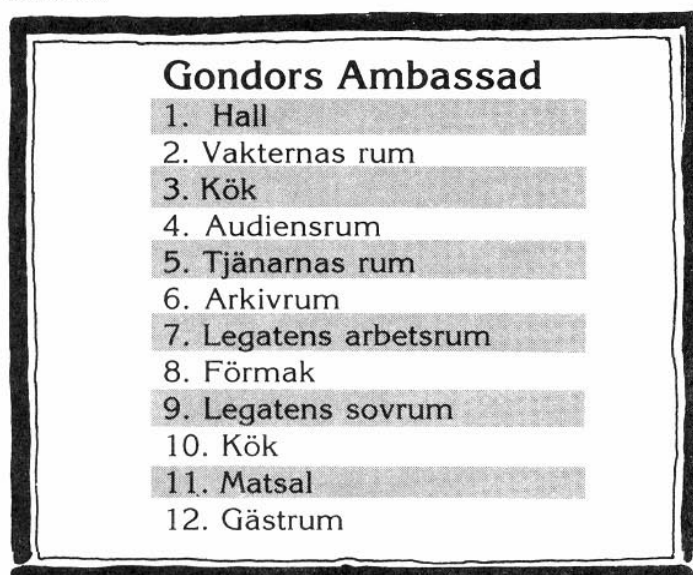 Gondors Ambassad
1. Hall
2. Vakternas rum
3. Kök
4. Audiensrum
5. Tjänarnas rum
6. Arkivrum
7. Legatens arbetsrum
8. Förmak
9. Legatens sovrum
10. Kök
11. Matsal
12. Gästrum